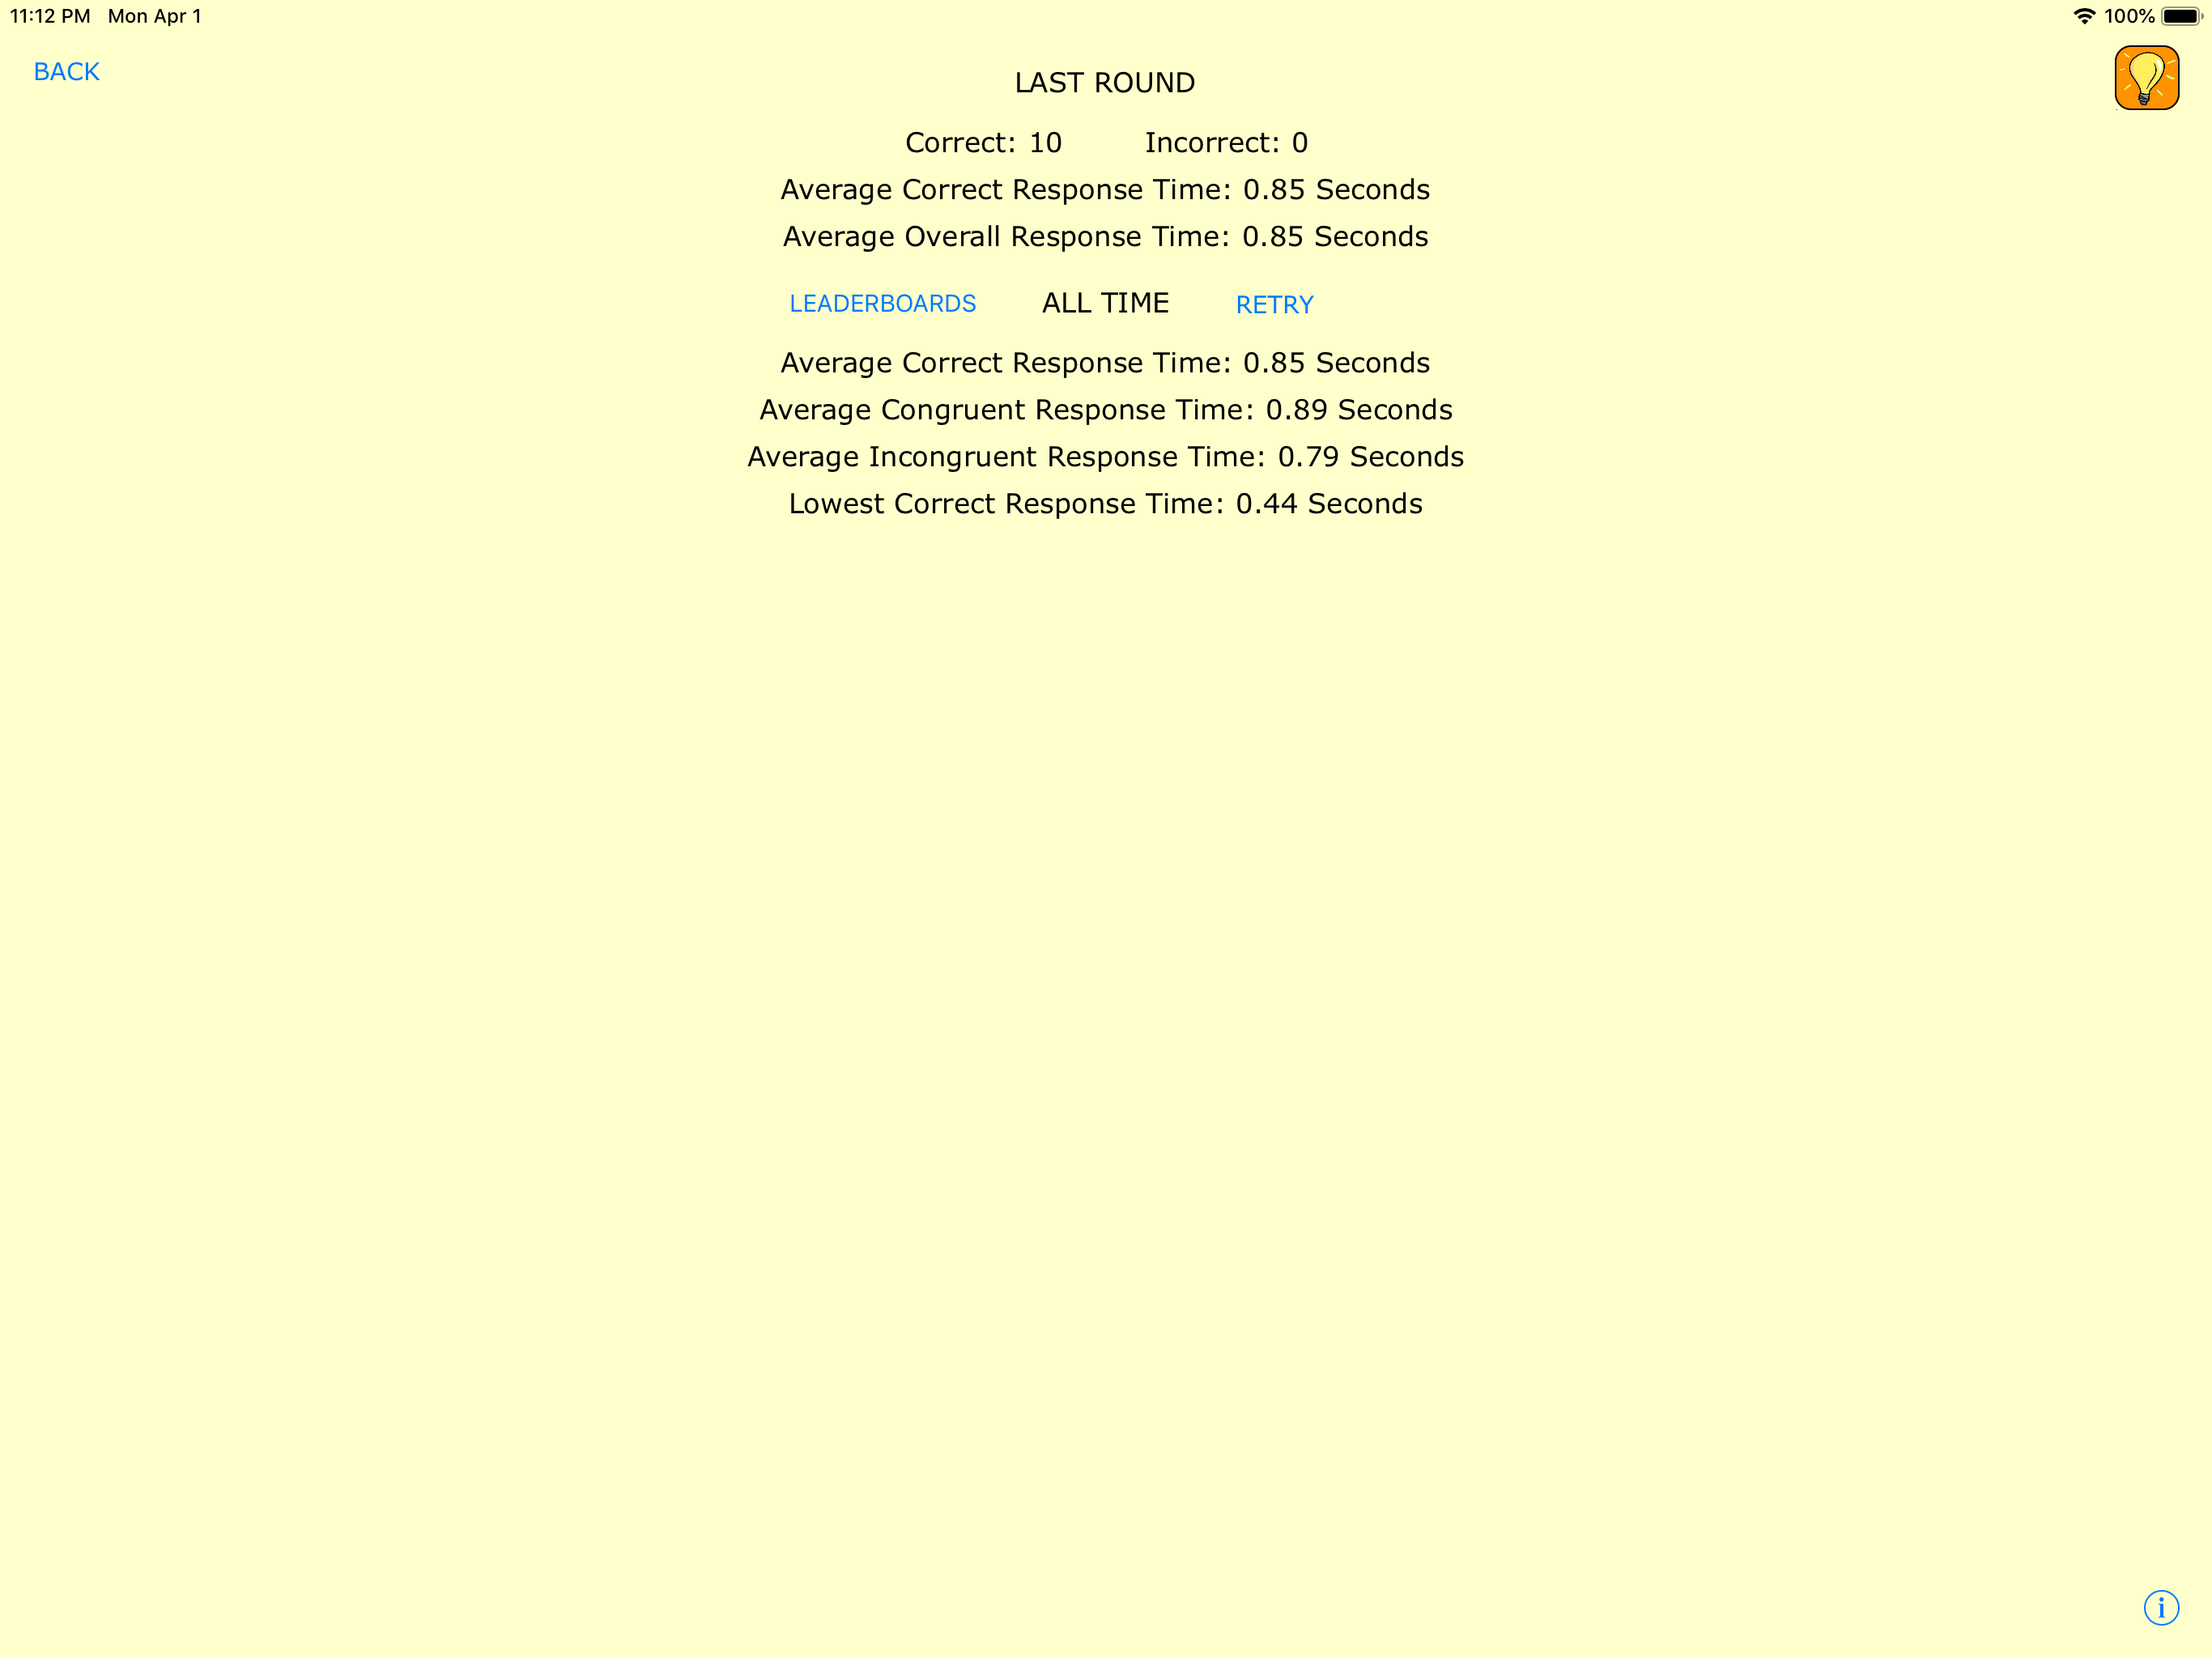 11:12 PM Mon Apr 1 100%
BACK
LAST ROUND
Correct: 10 Incorrect: 0
Average Correct Response Time: 0.85 Seconds
Average Overall Response Time: 0.85 Seconds
LEADERBOARDS ALL TIME RETRY
Average Correct Response Time: 0.85 Seconds
Average Congruent Response Time: 0.89 Seconds
Average Incongruent Response Time: 0.79 Seconds
Lowest Correct Response Time: 0.44 Seconds
i